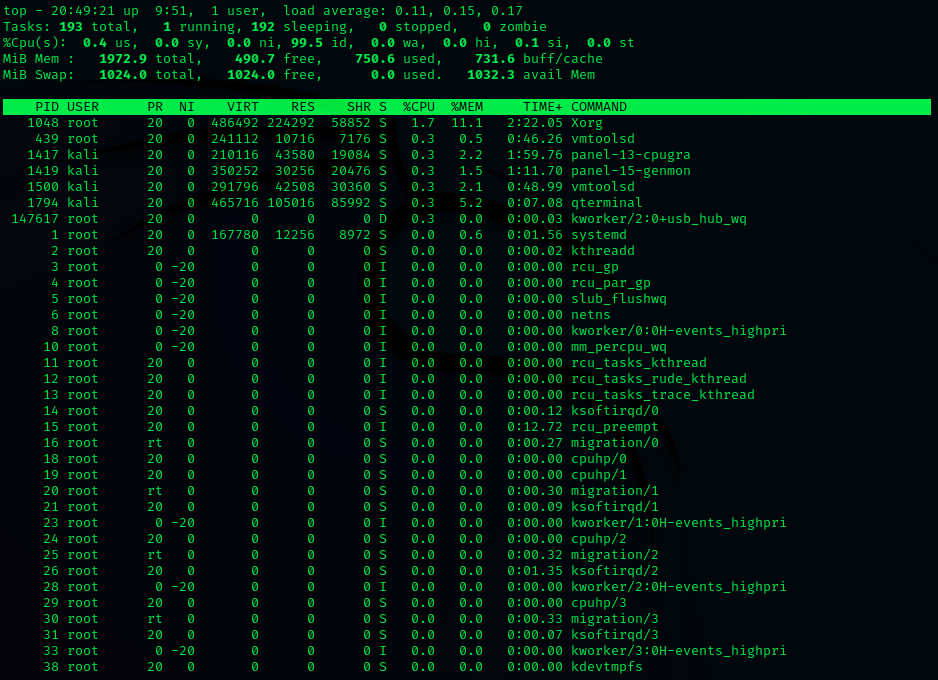 top - 20:49:21 up  9:51,  1 user,  load average: 0.11, 0.15, 0.17
Tasks: 193 total,   1 running, 192 sleeping,   0 stopped,   0 zombie
%Cpu(s):  0.4 us,  0.0 sy,  0.0 ni, 99.5 id,  0.0 wa,  0.0 hi,  0.1 si,  0.0 st
MiB Mem :   1972.9 total,    490.7 free,    750.6 used,    731.6 buff/cache
MiB Swap:   1024.0 total,   1024.0 free,      0.0 used.   1032.3 avail Mem
PID USER      PR  NI    VIRT    RES    SHR S  %CPU  %MEM     TIME+ COMMAND
1048 root      20   0  486492 224292  58852 S   1.7  11.1   2:22.05 Xorg
439 root      20   0  241112  10716   7176 S   0.3   0.5   0:46.26 vmtoolsd
1417 kali      20   0  210116  43580  19084 S   0.3   2.2   1:59.76 panel-13-cpugra
1419 kali      20   0  350252  30256  20476 S   0.3   1.5   1:11.70 panel-15-genmon
1500 kali      20   0  291796  42508  30360 S   0.3   2.1   0:48.99 vmtoolsd
1794 kali      20   0  465716 105016  85992 S   0.3   5.2   0:07.08 qterminal
147617 root      20   0       0      0      0 D   0.3   0.0   0:00.03 kworker/2:0+usb_hub_wq
1 root      20   0  167780  12256   8972 S   0.0   0.6   0:01.56 systemd
2 root      20   0       0      0      0 S   0.0   0.0   0:00.02 kthreadd
3 root       0 -20       0      0      0 I   0.0   0.0   0:00.00 rcu_gp
4 root       0 -20       0      0      0 I   0.0   0.0   0:00.00 rcu_par_gp
5 root       0 -20       0      0      0 I   0.0   0.0   0:00.00 slub_flushwq
6 root       0 -20       0      0      0 I   0.0   0.0   0:00.00 netns
8 root       0 -20       0      0      0 I   0.0   0.0   0:00.00 kworker/0:0H-events_highpri
10 root       0 -20       0      0      0 I   0.0   0.0   0:00.00 mm_percpu_wq
11 root      20   0       0      0      0 I   0.0   0.0   0:00.00 rcu_tasks_kthread
12 root      20   0       0      0      0 I   0.0   0.0   0:00.00 rcu_tasks_rude_kthread
13 root      20   0       0      0      0 I   0.0   0.0   0:00.00 rcu_tasks_trace_kthread
14 root      20   0       0      0      0 S   0.0   0.0   0:00.12 ksoftirqd/0
15 root      20   0       0      0      0 I   0.0   0.0   0:12.72 rcu_preempt
16 root      rt   0       0      0      0 S   0.0   0.0   0:00.27 migration/0
18 root      20   0       0      0      0 S   0.0   0.0   0:00.00 cpuhp/0
19 root      20   0       0      0      0 S   0.0   0.0   0:00.00 cpuhp/1
20 root      rt   0       0      0      0 S   0.0   0.0   0:00.30 migration/1
21 root      20   0       0      0      0 S   0.0   0.0   0:00.09 ksoftirqd/1
23 root       0 -20       0      0      0 I   0.0   0.0   0:00.00 kworker/1:0H-events_highpri
24 root      20   0       0      0      0 S   0.0   0.0   0:00.00 cpuhp/2
25 root      rt   0       0      0      0 S   0.0   0.0   0:00.32 migration/2
26 root      20   0       0      0      0 S   0.0   0.0   0:01.35 ksoftirqd/2
28 root       0 -20       0      0      0 I   0.0   0.0   0:00.00 kworker/2:0H-events_highpri
29 root      20   0       0      0      0 S   0.0   0.0   0:00.00 cpuhp/3
30 root      rt   0       0      0      0 S   0.0   0.0   0:00.33 migration/3
31 root      20   0       0      0      0 S   0.0   0.0   0:00.07 ksoftirqd/3
33 root       0 -20       0      0      0 I   0.0   0.0   0:00.00 kworker/3:0H-events_highpri
38 root      20   0       0      0      0 S   0.0   0.0   0:00.00 kdevtmpfs